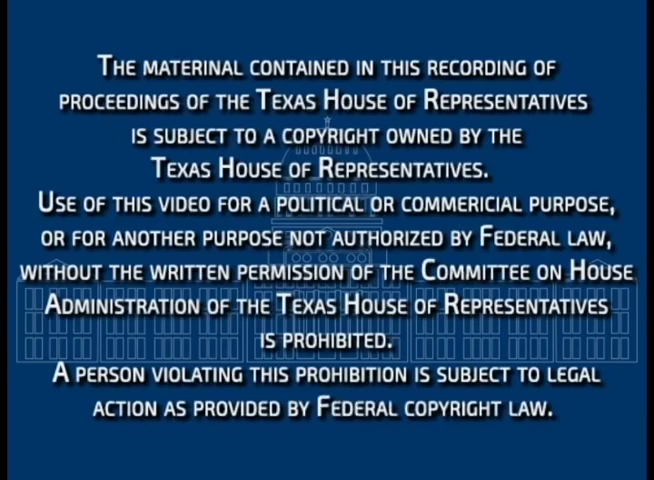 The materinal contained in this recording of
proceedings of the Texas House of Representatives
is subject to a copyright owned by the
Texas House of Representatives.
Use of this video for a political or commericial purpose,
or for another purpose not authorized by Federal law,
without the written permission of the Committee on House
Administration of the Texas House of Representatives
is prohibited.
A person violating this prohibition is subject to legal
action as provided by Federal copyright law.